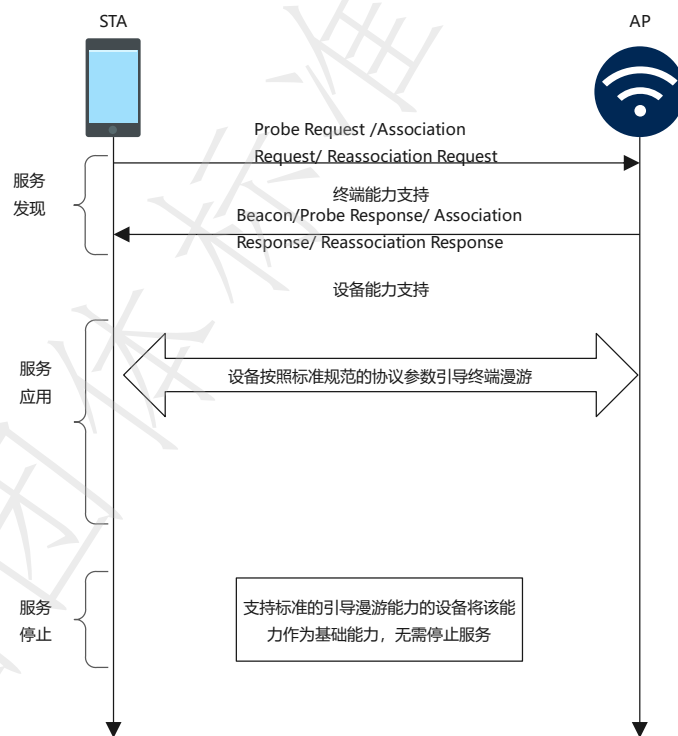 STA
AP
Probe Request /Association
Request/ Reassociation Request
服务
发现
终端能力支持
Beacon/Probe Response/ Association
Response/ Reassociation Response
设备能力支持
服务
应用
设备按照标准规范的协议参数引导终端漫游
服务
停止
支持标准的引导漫游能力的设备将该能
力作为基础能力，无需停止服务
团体标准